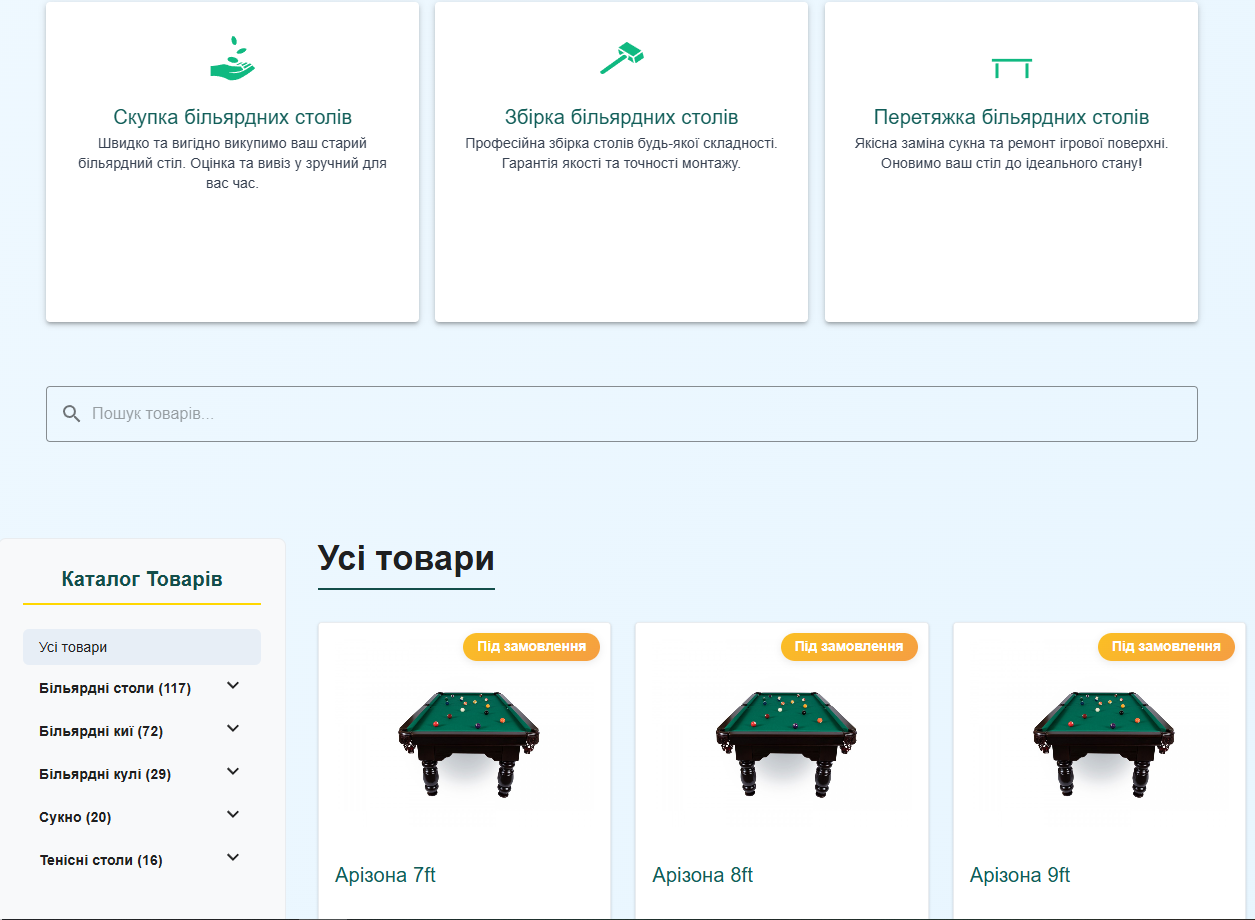 Скупка більярдних столів
Швидко та вигідно викупимо ваш старий
більярдний стіл. Оцінка та вивіз у зручний для
вас час.
Збірка більярдних столів
Професійна збірка столів будь-якої складності.
Гарантія якості та точності монтажу.
Перетяжка більярдних столів
Якісна заміна сукна та ремонт ігрової поверхні.
Оновимо ваш стіл до ідеального стану!
Пошук товарів...
Каталог Товарів
Усі товари
Більярдні столи (117)
Більярдні киї (72)
Більярдні кулі (29)
Сукно (20)
Тенісні столи (16)
Усі товари
Під замовлення
Арізона 7ft
Під замовлення
Арізона 8ft
Під замовлення
Арізона 9ft